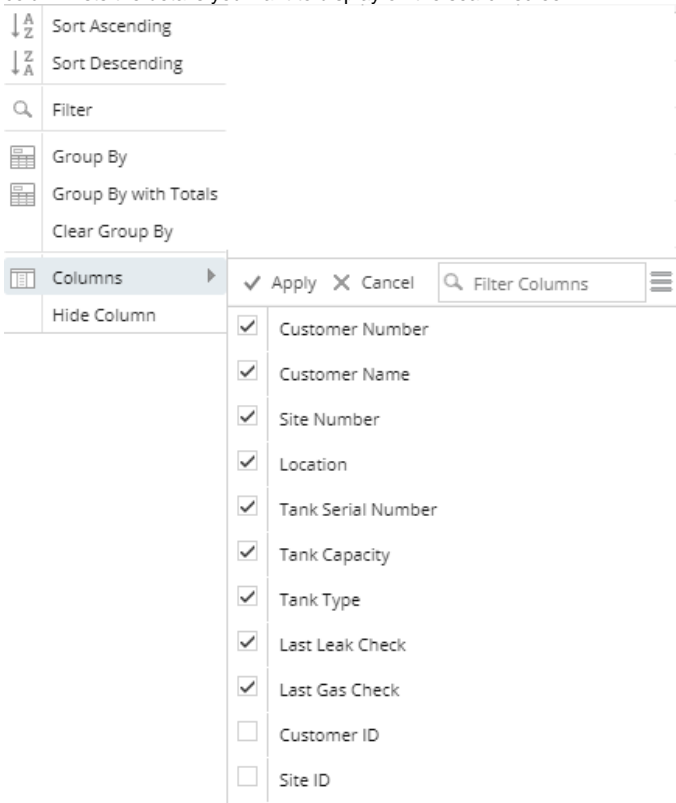 Sort Ascending
Sort Descending
Filter
Group By
Group By with Totals
Clear Group By
Columns
Apply Cancel Filter Columns
Hide Column
Customer Number
Customer Name
Site Number
Location
Tank Serial Number
Tank Capacity
Tank Type
Last Leak Check
Last Gas Check
Customer ID
Site ID